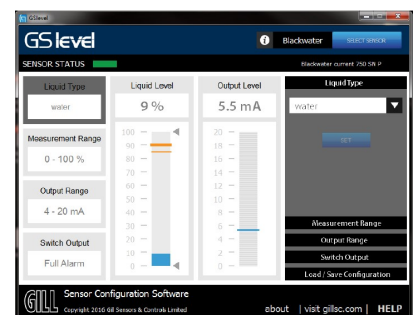 GSlevel
GSlevel
Blackwater
SELECT SENSOR
SENSOR STATUS
Blackwater current 750 SN P
Liquid Type
water
Measurement Range
0 - 100 %
Output Range
4 - 20 mA
Switch Output
Full Alarm
Liquid Level
9 %
100
90
80
70
60
50
40
30
20
10
0
Output Level
5.5 mA
20
18
16
14
12
10
8
6
4
2
0
Liquid Type
water
SET
Measurement Range
Output Range
Switch Output
Load / Save Configuration
GILL
Sensor Configuration Software
Copyright 2016 Gill Sensors & Controls Limited
about | visit gillsc.com | HELP